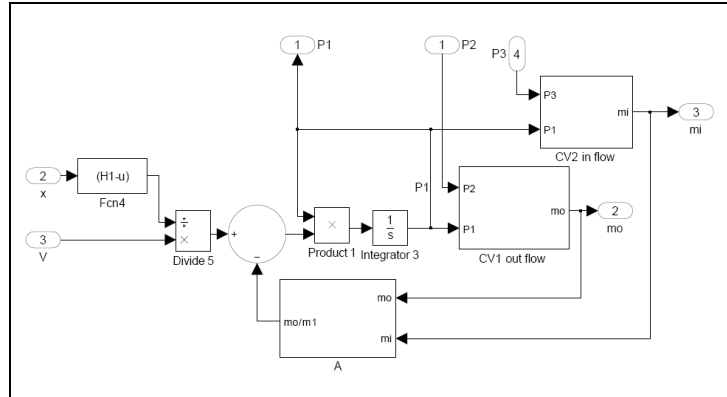 1
P1
1
P2
P3
4
P3
mi
3
mi
P1
CV2 in flow
2
x
(H1-u)
Fcn4
P1
P2
mo
2
mo
P1
CV1 out flow
3
V
÷
×
Divide 5
+
−
×
Product 1
1
s
Integrator 3
mo
mo/m1
mi
A